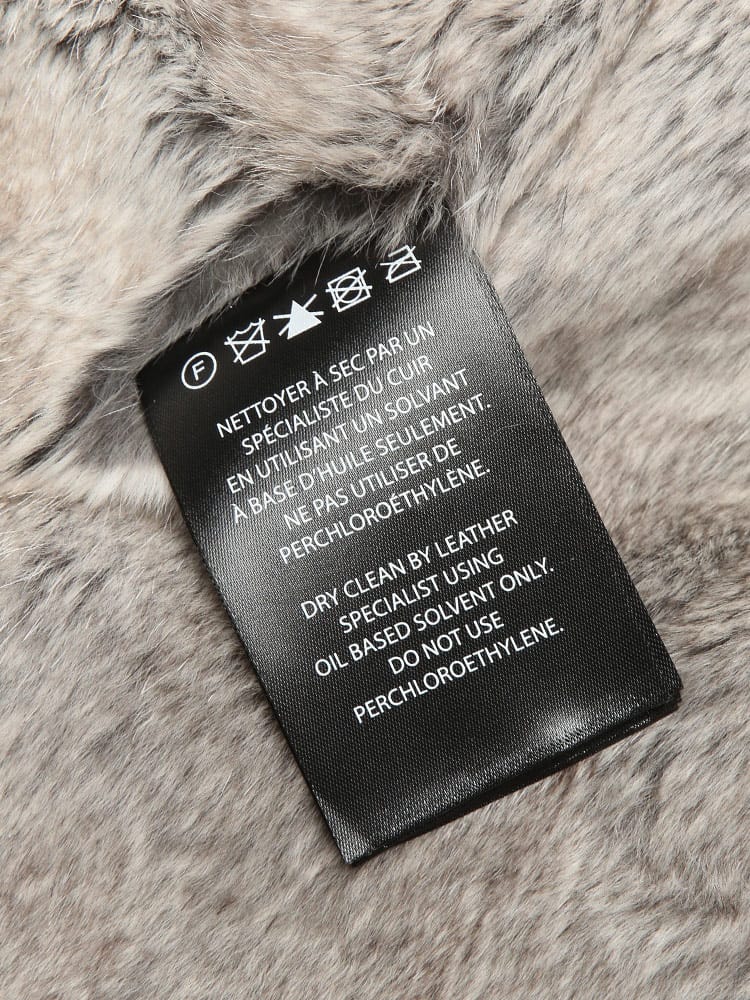 F
NETTOYER À SEC PAR UN
SPÉCIALISTE DU CUIR
EN UTILISANT UN SOLVANT
À BASE D'HUILE SEULEMENT.
NE PAS UTILISER DE
PERCHLOROÉTHYLÈNE.
DRY CLEAN BY LEATHER
SPECIALIST USING
OIL BASED SOLVENT ONLY.
DO NOT USE
PERCHLOROETHYLENE.